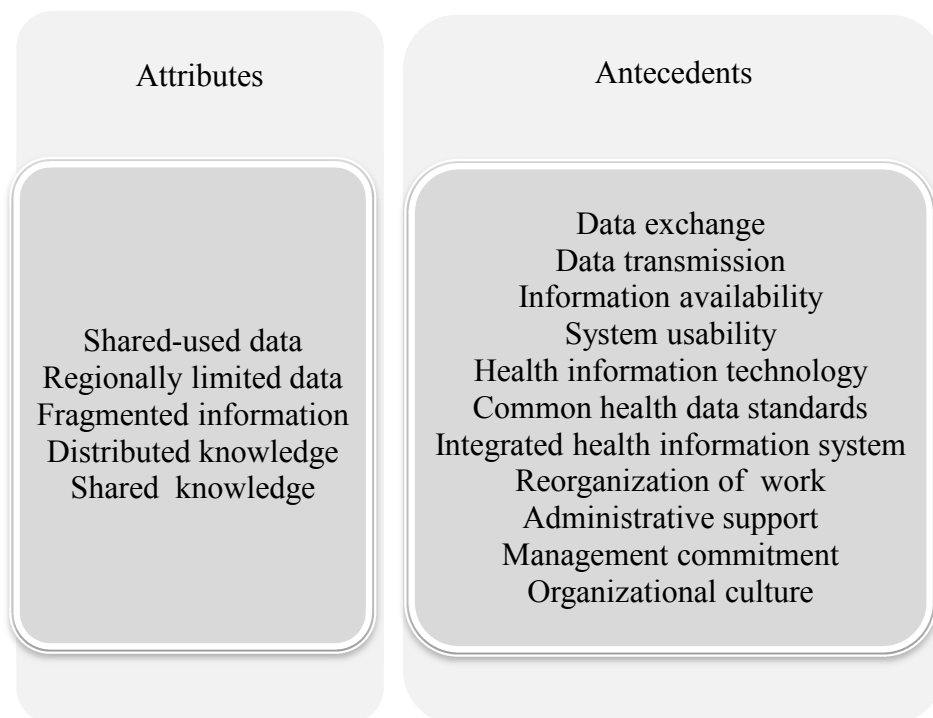 Attributes
Shared-used data
Regionally limited data
Fragmented information
Distributed knowledge
Shared knowledge
Antecedents
Data exchange
Data transmission
Information availability
System usability
Health information technology
Common health data standards
Integrated health information system
Reorganization of work
Administrative support
Management commitment
Organizational culture